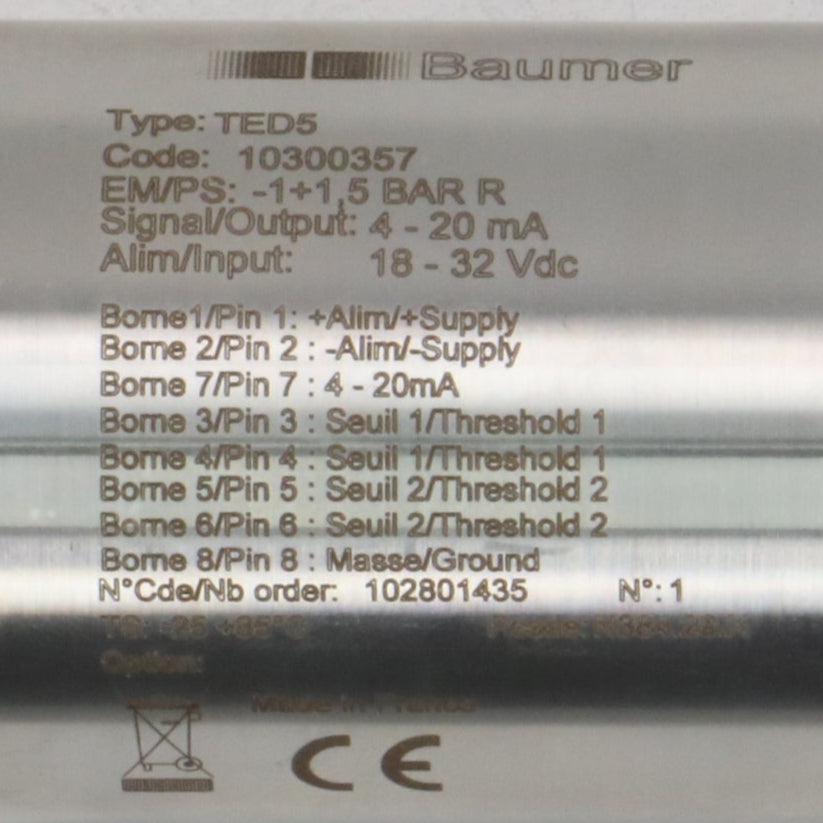 Baumer
Type: TED5
Code: 10300357
EM/PS: -1+1,5 BAR R
Signal/Output: 4 - 20 mA
Alim/Input: 18 - 32 Vdc
Borne1/Pin 1: +Alim/+Supply
Borne 2/Pin 2 : -Alim/-Supply
Borne 7/Pin 7 : 4 - 20mA
Borne 3/Pin 3 : Seuil 1/Threshold 1
Borne 4/Pin 4 : Seuil 1/Threshold 1
Borne 5/Pin 5 : Seuil 2/Threshold 2
Borne 6/Pin 6 : Seuil 2/Threshold 2
Borne 8/Pin 8 : Masse/Ground
N°Cde/Nb order: 102801435 N°: 1
-25 +85°C
Option:
Made in France
CE